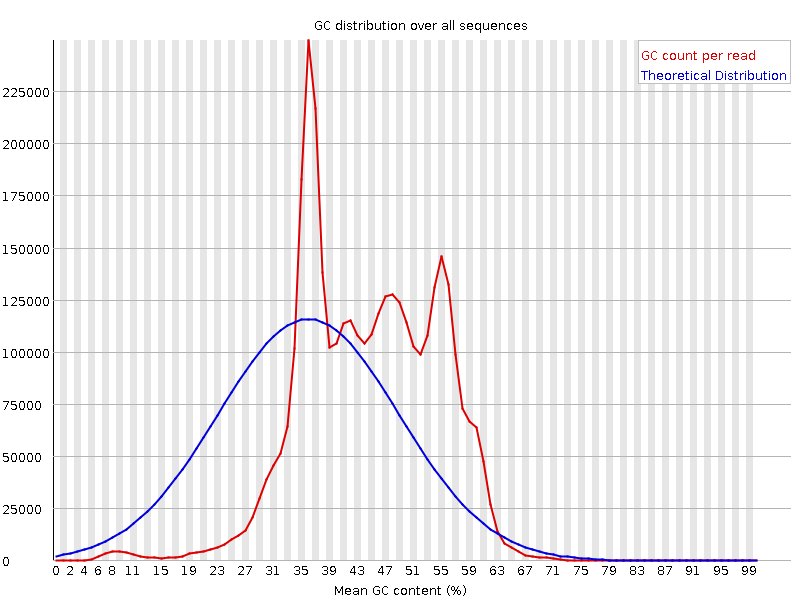 GC distribution over all sequences
GC count per read
Theoretical Distribution
225000
200000
175000
150000
125000
100000
75000
50000
25000
0
0 2 4 6 8 11 15 19 23 27 31 35 39 43 47 51 55 59 63 67 71 75 79 83 87 91 95 99
Mean GC content (%)